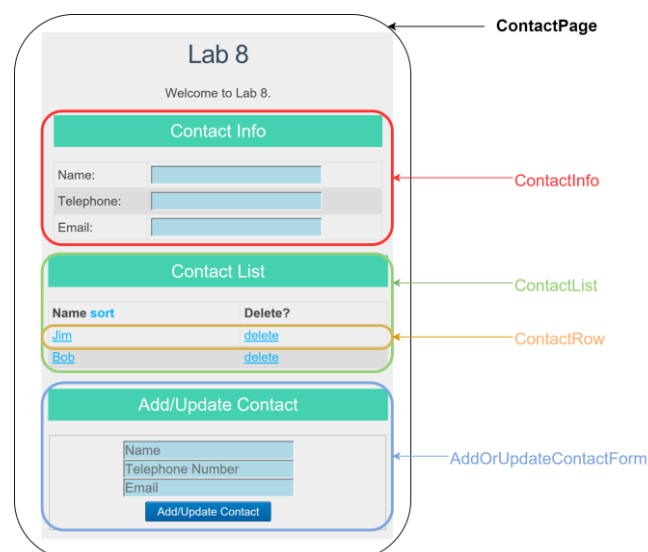 ContactPage
Lab 8
Welcome to Lab 8.
Contact Info
Name:
Telephone:
Email:
ContactInfo
Contact List
Name sort Delete?
Jim delete
Bob delete
ContactList
ContactRow
Add/Update Contact
Name
Telephone Number
Email
Add/Update Contact
AddOrUpdateContactForm